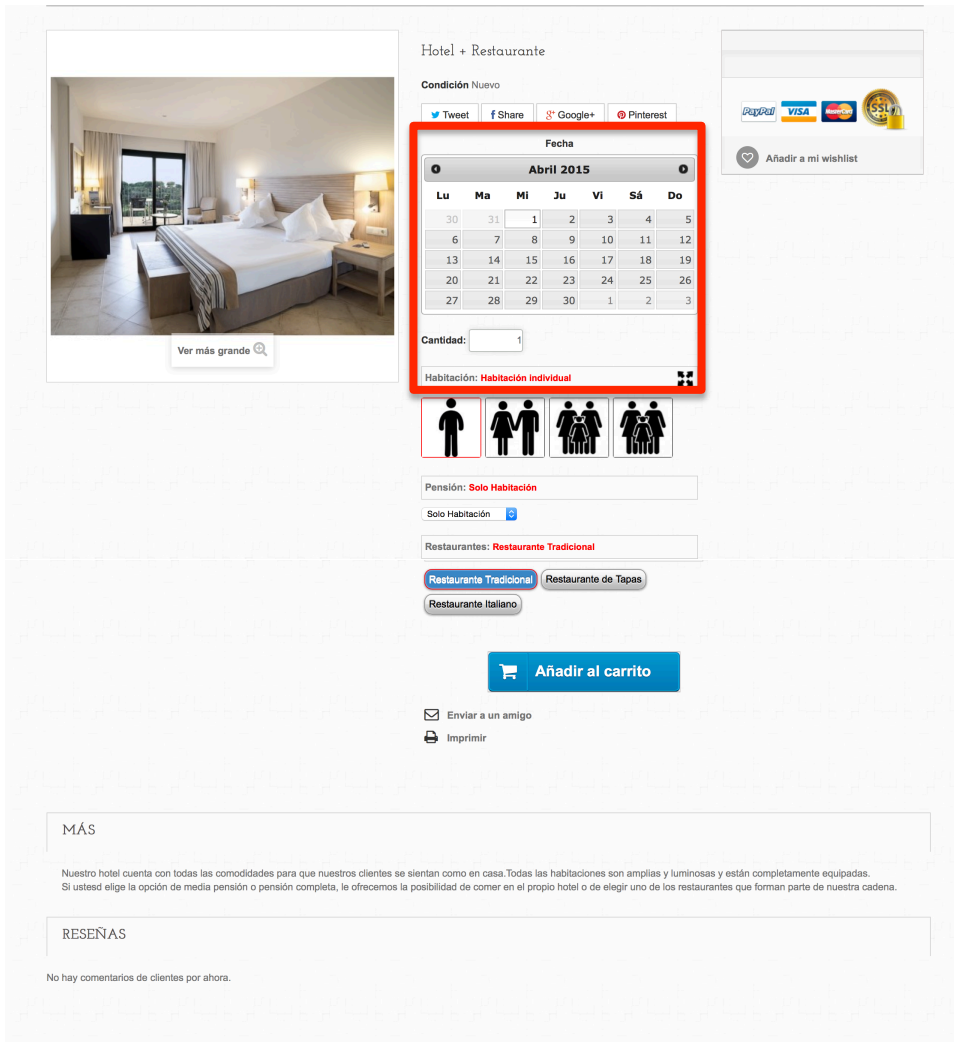 Hotel + Restaurante
Condición Nuevo
Tweet Share Google+ Pinterest
Fecha
Abril 2015
Lu Ma Mi Ju Vi Sá Do
30 31 1 2 3 4 5
6 7 8 9 10 11 12
13 14 15 16 17 18 19
20 21 22 23 24 25 26
27 28 29 30 1 2 3
Cantidad: 1
Habitación: Habitación individual
Ver más grande
Pensión: Solo Habitación
Solo Habitación
Restaurantes: Restaurante Tradicional
Restaurante Tradicional Restaurante de Tapas
Restaurante Italiano
Añadir al carrito
Enviar a un amigo
Imprimir
PayPal VISA MasterCard SSL
Añadir a mi wishlist
MÁS
Nuestro hotel cuenta con todas las comodidades para que nuestros clientes se sientan como en casa.Todas las habitaciones son amplias y luminosas y están completamente equipadas.
Si ustesd elige la opción de media pensión o pensión completa, le ofrecemos la posibilidad de comer en el propio hotel o de elegir uno de los restaurantes que forman parte de nuestra cadena.
RESEÑAS
No hay comentarios de clientes por ahora.